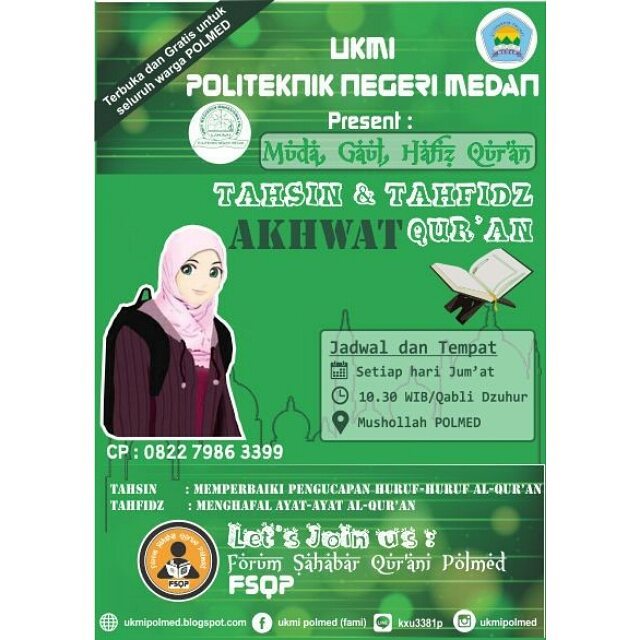 Terbuka dan Gratis untuk
seluruh warga POLMED
UKMI
POLITEKNIK NEGERI MEDAN
Present :
Muda, Gaul, Hafiz Qur'an
TAHSIN & TAHFIDZ
AKHWAT QUR'AN
Jadwal dan Tempat
Setiap hari Jum'at
10.30 WIB/Qabli Dzuhur
Mushollah POLMED
CP : 0822 7986 3399
TAHSIN : MEMPERBAIKI PENGUCAPAN HURUF-HURUF AL-QUR'AN
TAHFIDZ : MENGHAFAL AYAT-AYAT AL-QUR'AN
Let's Join us :
Forum Sahabar Qur'ani Polmed
FSQP
FSQP
ukmipolmed.blogspot.com
ukmi polmed (fami)
kxu3381p
ukmipolmed